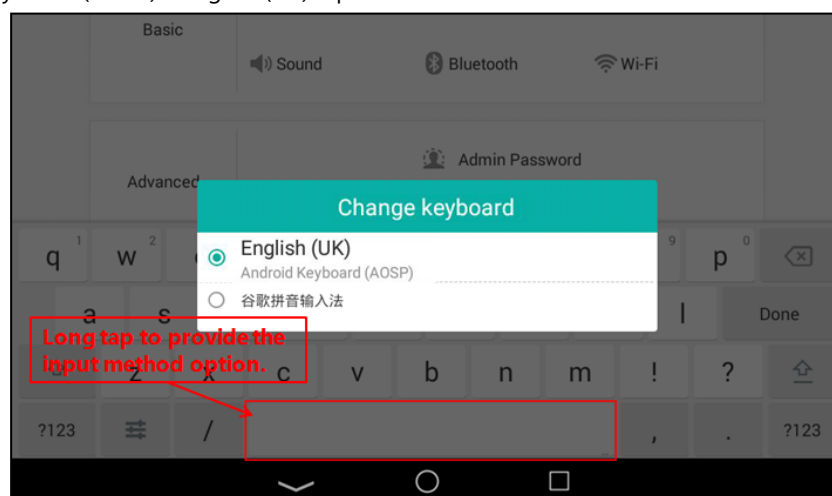 Basic
Sound Bluetooth Wi-Fi
Admin Password
Advanced
Change keyboard
English (UK)
Android Keyboard (AOSP)
谷歌拼音输入法
q 1 w 2 9 p 0
a s l Done
Long tap to provide the
input method option.
z x c v b n m ! ?
?123 / , . ?123